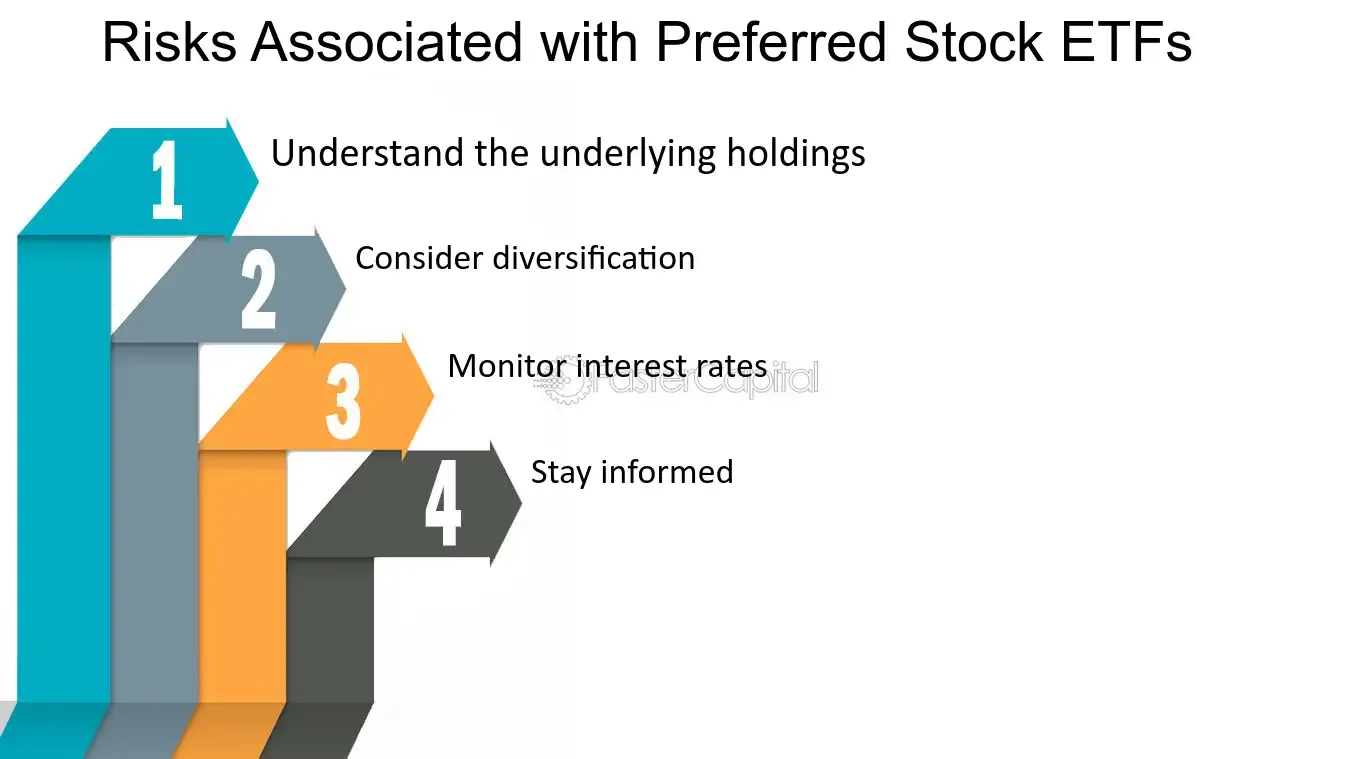 Risks Associated with Preferred Stock ETFs
1
Understand the underlying holdings
2
Consider diversification
3
Monitor interest rates
FasterCapital
4
Stay informed